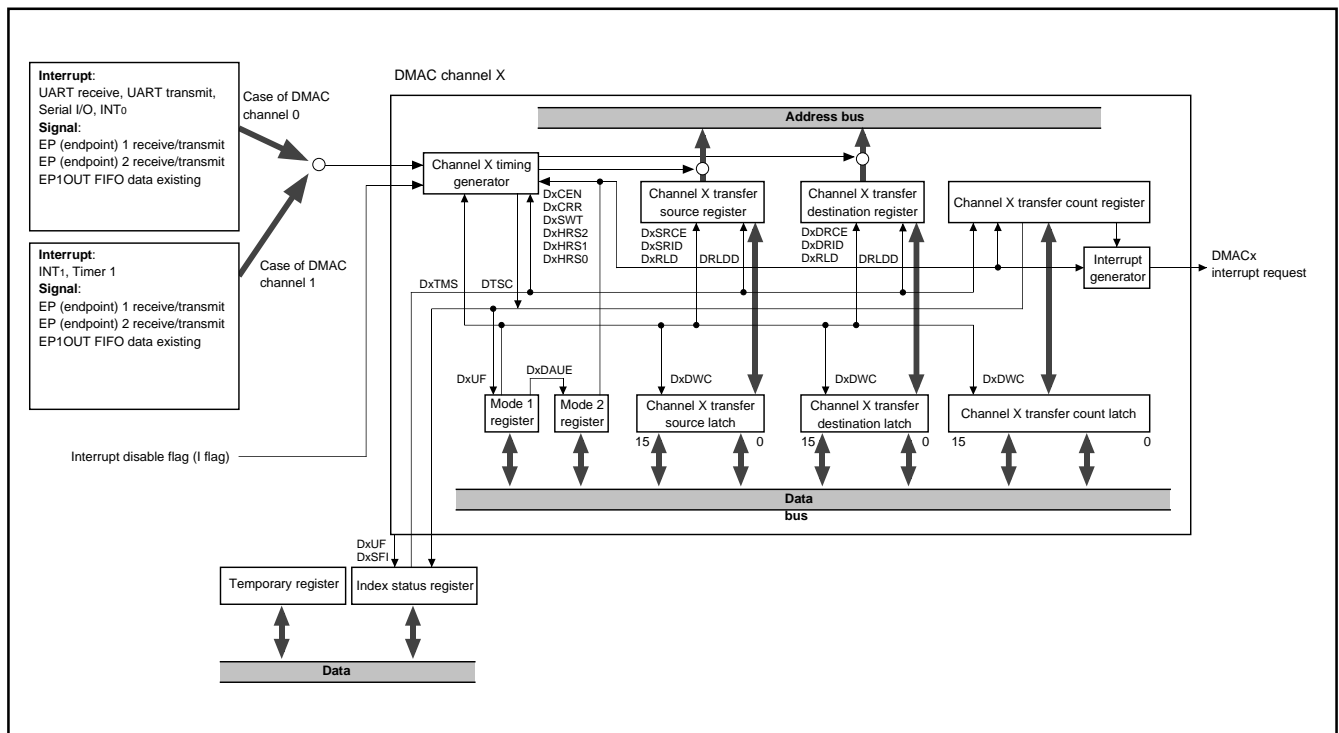 Interrupt:
UART receive, UART transmit,
Serial I/O, INT0
Signal:
EP (endpoint) 1 receive/transmit
EP (endpoint) 2 receive/transmit
EP1OUT FIFO data existing
Case of DMAC
channel 0
Interrupt:
INT1, Timer 1
Signal:
EP (endpoint) 1 receive/transmit
EP (endpoint) 2 receive/transmit
EP1OUT FIFO data existing
Case of DMAC
channel 1
Interrupt disable flag (I flag)
DMAC channel X
Address bus
Channel X timing
generator
DxCEN
DxCRR
DxSWT
DxHRS2
DxHRS1
DxHRS0
Channel X transfer
source register
DxSRCE
DxSRID
DxRLD
DRLDD
Channel X transfer
destination register
DxDRCE
DxDRID
DxRLD
DRLDD
Channel X transfer count register
Interrupt
generator
DMACx
interrupt request
DxTMS
DTSC
DxUF
DxDAUE
DxDWC
DxDWC
DxDWC
Mode 1
register
Mode 2
register
Channel X transfer
source latch
15
0
Channel X transfer
destination latch
15
0
Channel X transfer count latch
15
0
Data
bus
DxUF
DxSFI
Temporary register
Index status register
Data